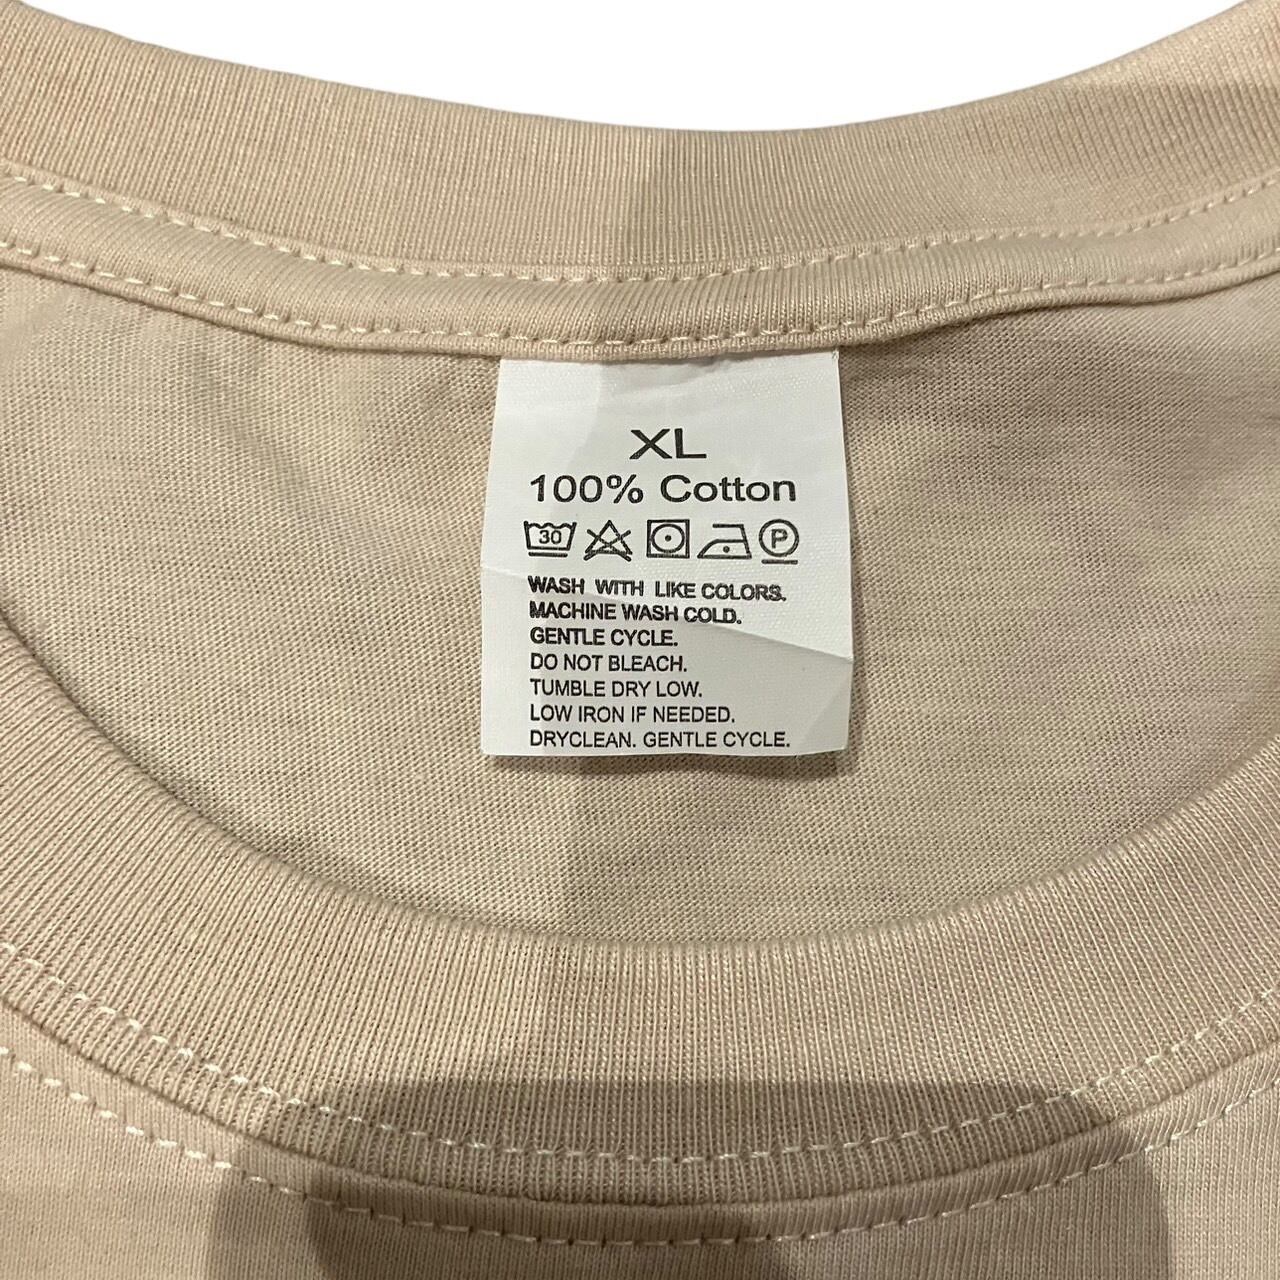 XL
100% Cotton
30 P
WASH WITH LIKE COLORS.
MACHINE WASH COLD.
GENTLE CYCLE.
DO NOT BLEACH.
TUMBLE DRY LOW.
LOW IRON IF NEEDED.
DRYCLEAN. GENTLE CYCLE.